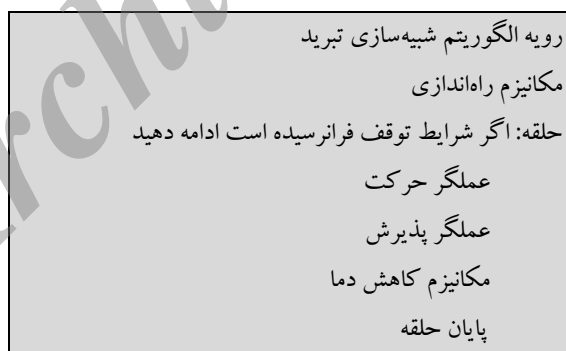 رویه الگوریتم شبیه‌سازی تبرید
مکانیزم راه‌اندازی
حلقه: اگر شرایط توقف فرانرسیده است ادامه دهید
عملگر حرکت
عملگر پذیرش
مکانیزم کاهش دما
پایان حلقه